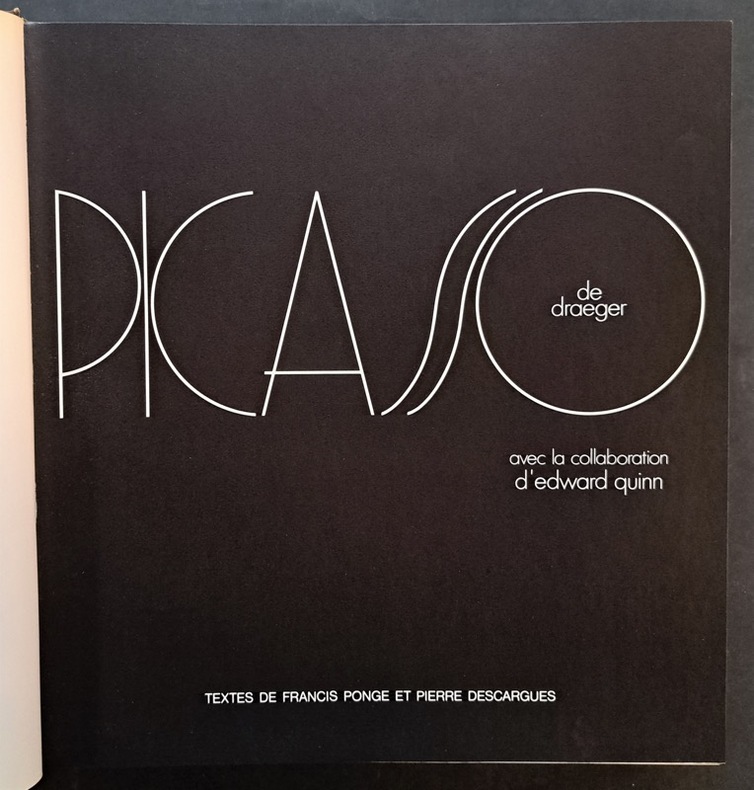 PICASSO
de
draeger
avec la collaboration
d'edward quinn
TEXTES DE FRANCIS PONGE ET PIERRE DESCARGUES